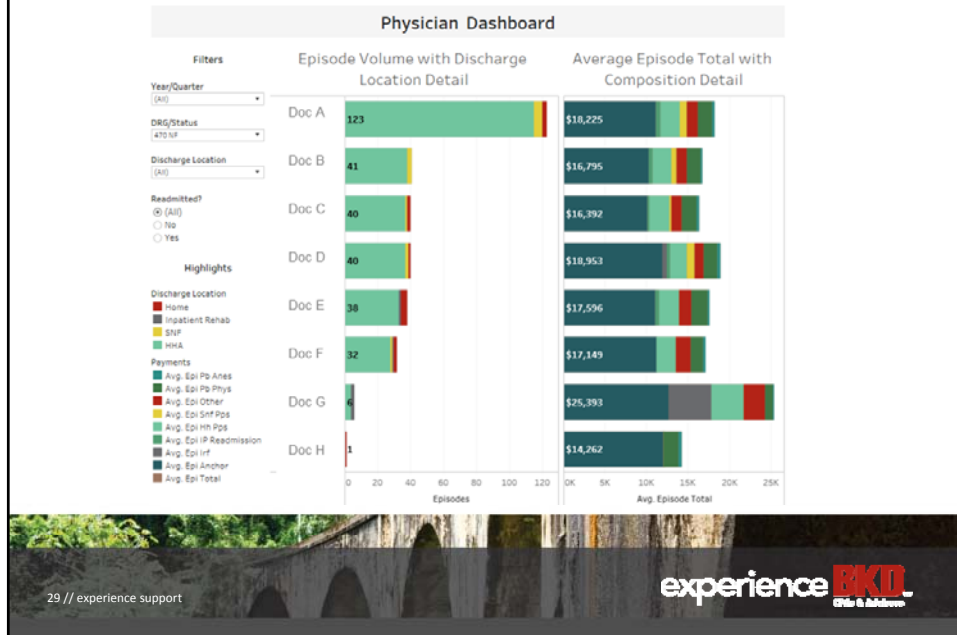 Physician Dashboard
Filters
Year/Quarter
(All)
DRG/Status
470 NF
Discharge Location
(All)
Readmitted?
(All)
No
Yes
Highlights
Discharge Location
Home
Inpatient Rehab
SNF
HHA
Payments
Avg. Epi Pb Anes
Avg. Epi Pb Phys
Avg. Epi Other
Avg. Epi Snf Pps
Avg. Epi Hh Pps
Avg. Epi IP Readmission
Avg. Epi Irf
Avg. Epi Anchor
Avg. Epi Total
Episode Volume with Discharge
Location Detail
Average Episode Total with
Composition Detail
Doc A 123 $18,225
Doc B 41 $16,795
Doc C 40 $16,392
Doc D 40 $18,953
Doc E 38 $17,596
Doc F 32 $17,149
Doc G 6 $25,393
Doc H 1 $14,262
0 20 40 60 80 100 120
Episodes
0K 5K 10K 15K 20K 25K
Avg. Episode Total
29 // experience support
experience BKD